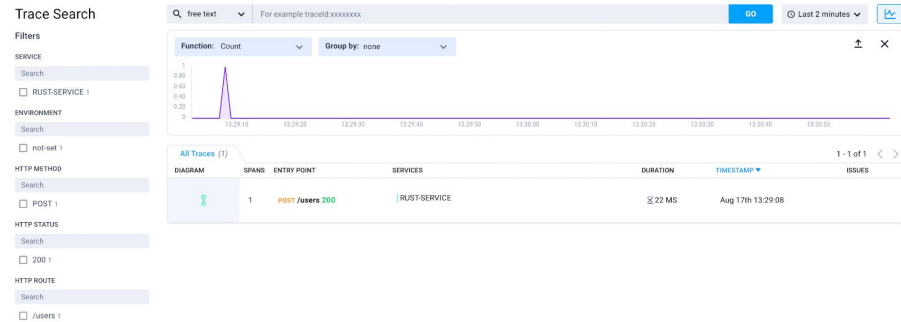 Trace Search
free text
For example traceId:xxxxxxxx
GO
Last 2 minutes
Filters
SERVICE
Search
RUST-SERVICE 1
ENVIRONMENT
Search
not-set 1
HTTP METHOD
Search
POST 1
HTTP STATUS
Search
200 1
HTTP ROUTE
Search
/users 1
Function: Count
Group by: none
1
0.80
0.60
0.40
0.20
0
13:29:10 13:29:20 13:29:30 13:29:40 13:29:50 13:30:00 13:30:10 13:30:20 13:30:30 13:30:40 13:30:50
All Traces (1)
1 - 1 of 1
DIAGRAM SPANS ENTRY POINT SERVICES DURATION TIMESTAMP ISSUES
1 POST /users 200 RUST-SERVICE 22 MS Aug 17th 13:29:08